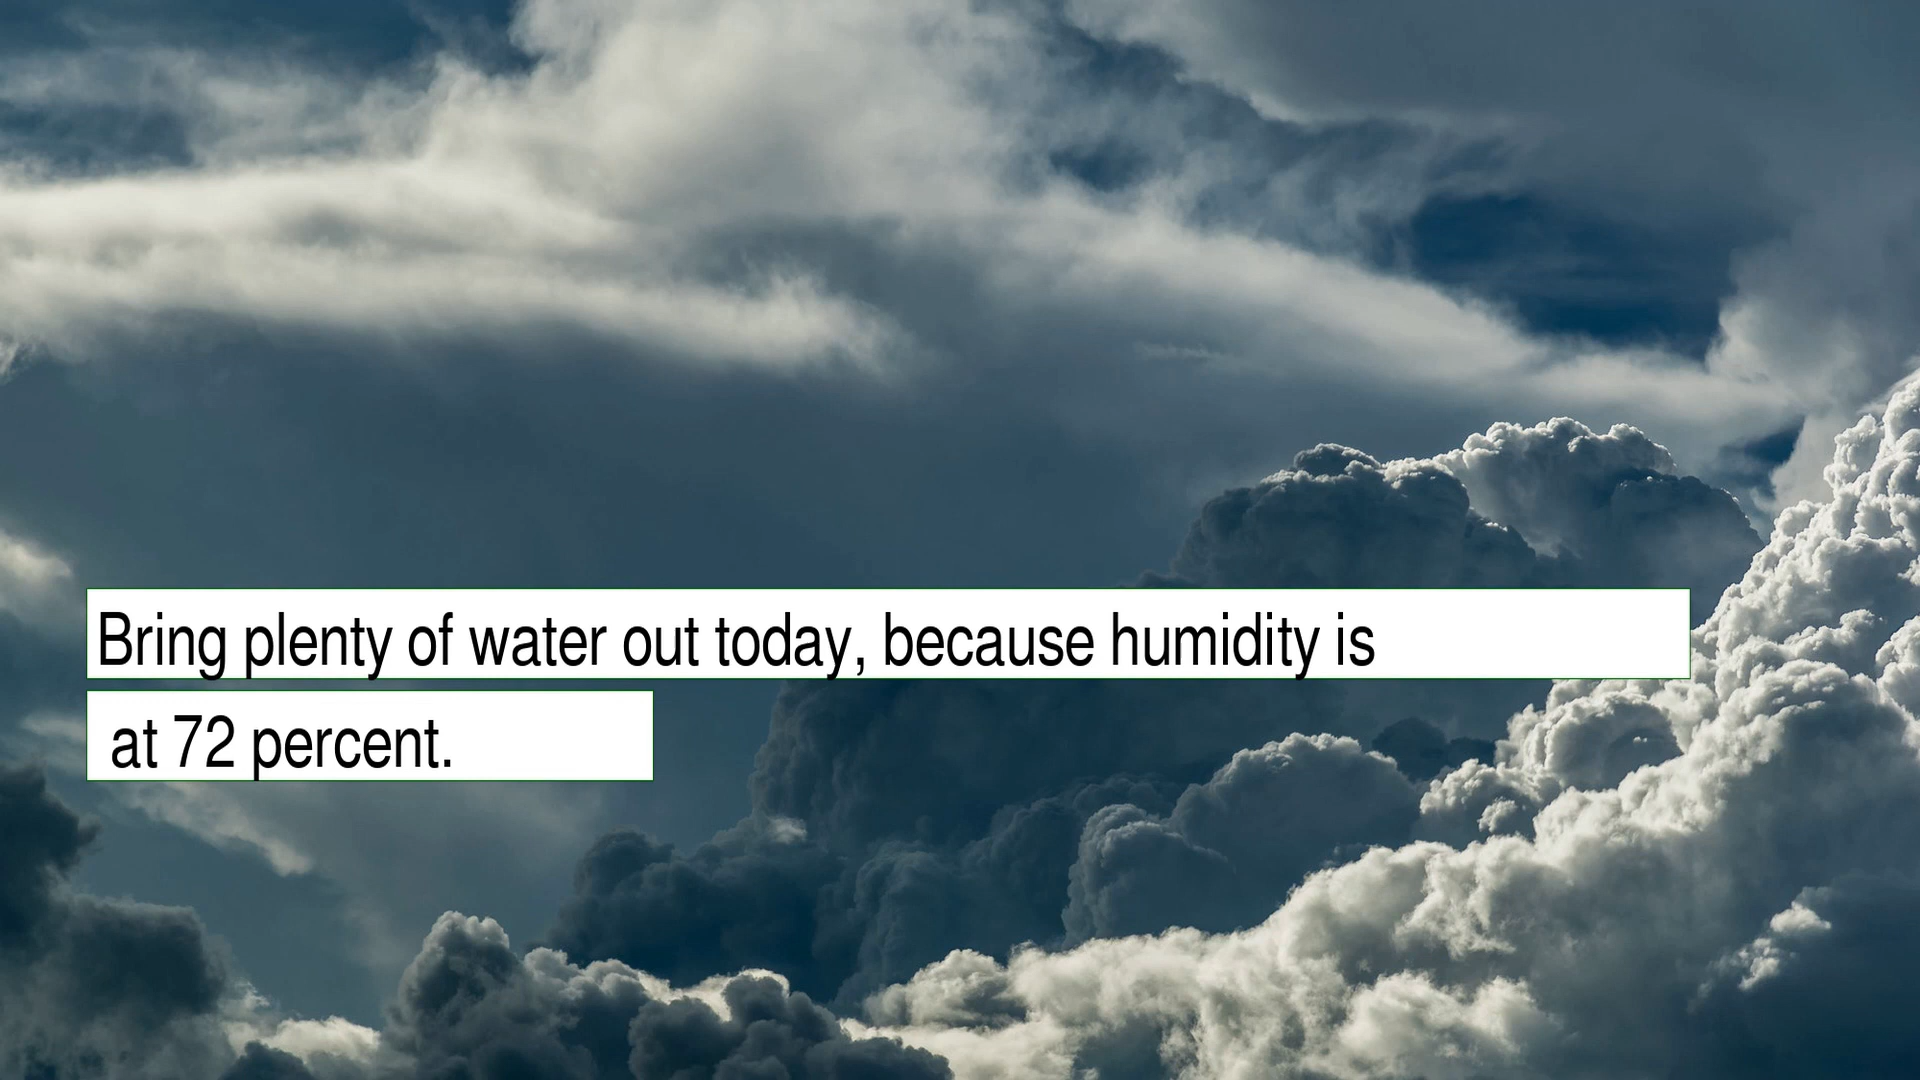 Bring plenty of water out today, because humidity is
at 72 percent.